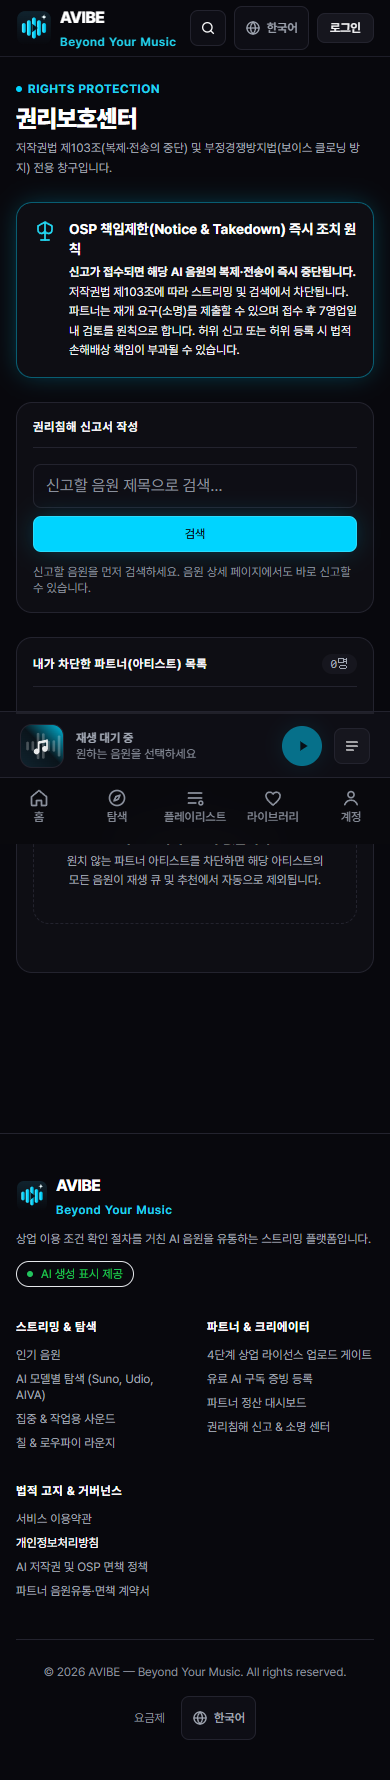 AVIBE
Beyond Your Music
한국어
로그인
RIGHTS PROTECTION
권리보호센터
저작권법 제103조(복제·전송의 중단) 및 부정경쟁방지법(보이스 클로닝 방
지) 전용 창구입니다.
OSP 책임제한(Notice & Takedown) 즉시 조치 원
칙
신고가 접수되면 해당 AI 음원의 복제·전송이 즉시 중단됩니다.
저작권법 제103조에 따라 스트리밍 및 검색에서 차단됩니다.
파트너는 재개 요구(소명)를 제출할 수 있으며 접수 후 7영업일
내 검토를 원칙으로 합니다. 허위 신고 또는 허위 등록 시 법적
손해배상 책임이 부과될 수 있습니다.
권리침해 신고서 작성
신고할 음원 제목으로 검색...
검색
신고할 음원을 먼저 검색하세요. 음원 상세 페이지에서도 바로 신고할
수 있습니다.
내가 차단한 파트너(아티스트) 목록
0명
재생 대기 중
원하는 음원을 선택하세요
홈
탐색
플레이리스트
라이브러리
계정
원치 않는 파트너 아티스트를 차단하면 해당 아티스트의
모든 음원이 재생 큐 및 추천에서 자동으로 제외됩니다.
AVIBE
Beyond Your Music
상업 이용 조건 확인 절차를 거친 AI 음원을 유통하는 스트리밍 플랫폼입니다.
AI 생성 표시 제공
스트리밍 & 탐색
인기 음원
AI 모델별 탐색 (Suno, Udio,
AIVA)
집중 & 작업용 사운드
칠 & 로우파이 라운지
파트너 & 크리에이터
4단계 상업 라이선스 업로드 게이트
유료 AI 구독 증빙 등록
파트너 정산 대시보드
권리침해 신고 & 소명 센터
법적 고지 & 거버넌스
서비스 이용약관
개인정보처리방침
AI 저작권 및 OSP 면책 정책
파트너 음원유통·면책 계약서
© 2026 AVIBE — Beyond Your Music. All rights reserved.
요금제
한국어